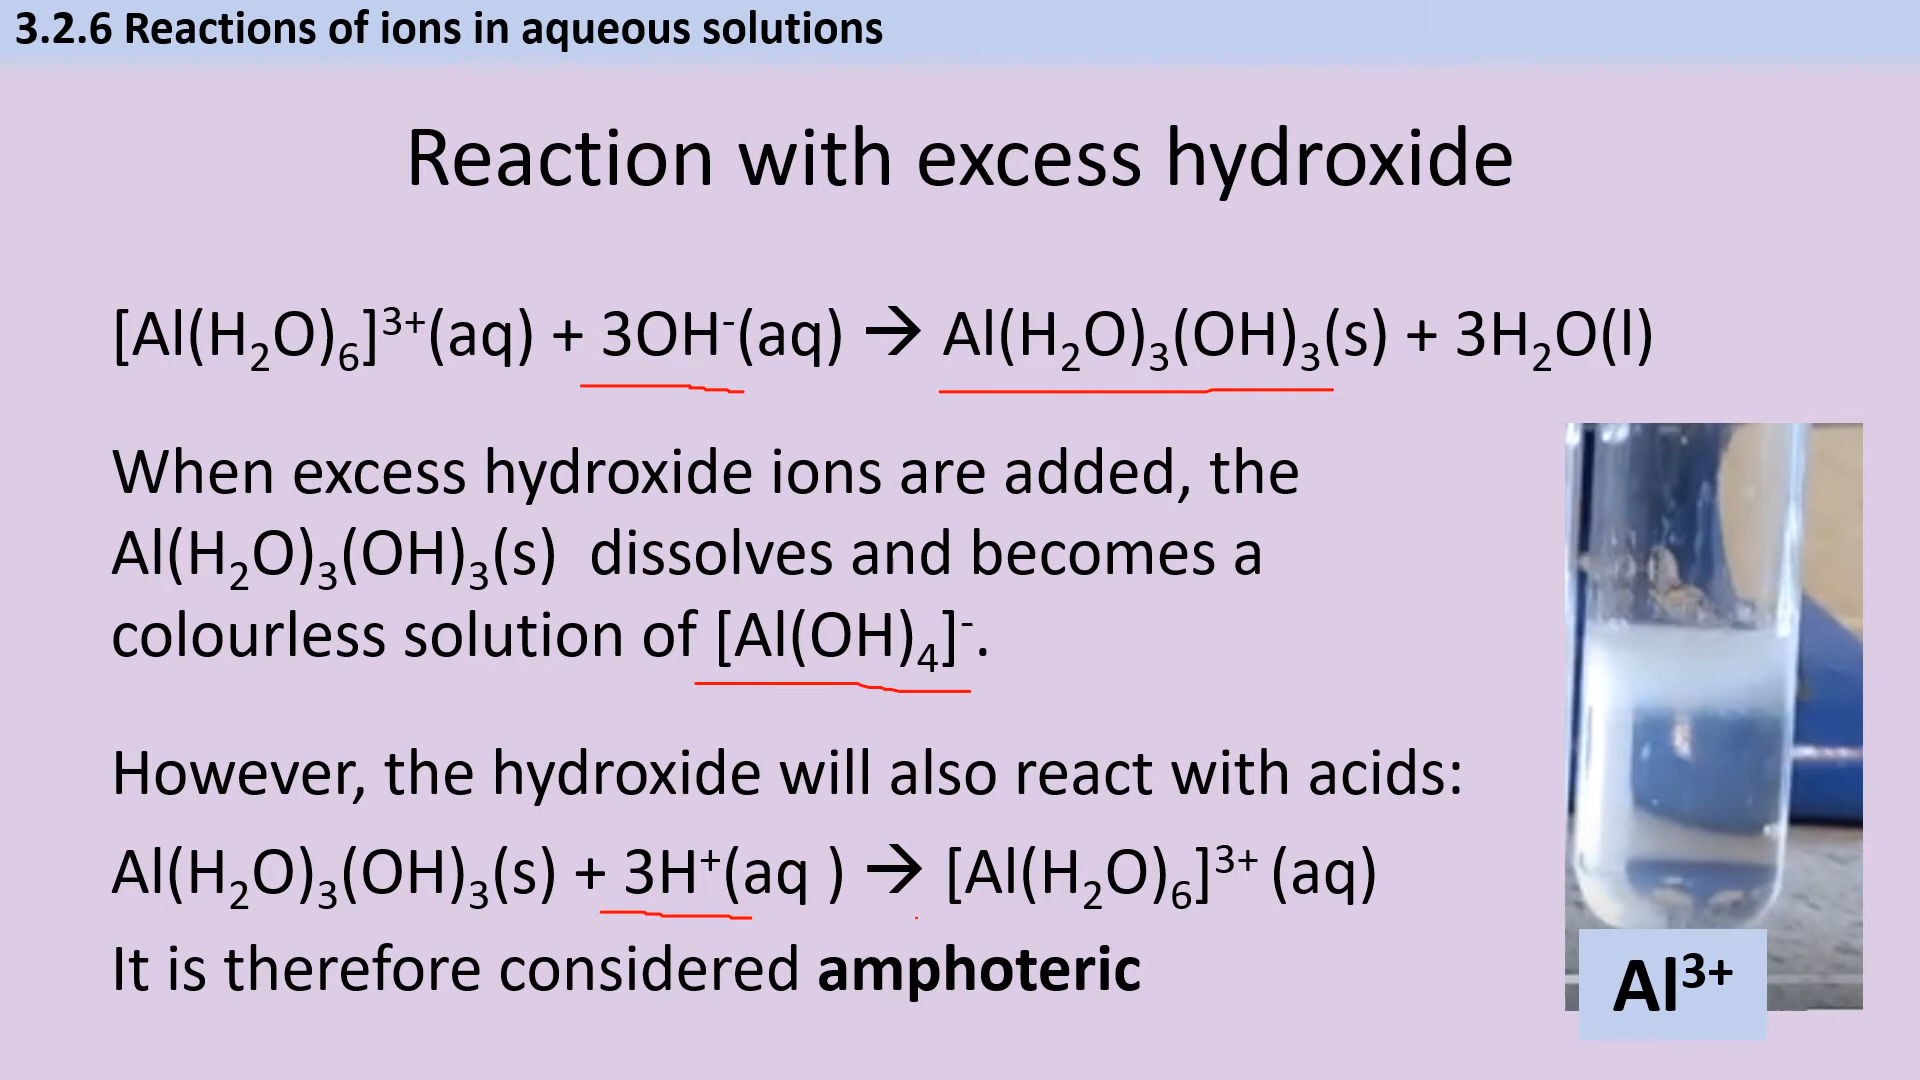 3.2.6 Reactions of ions in aqueous solutions
Reaction with excess hydroxide
[Al(H₂O)₆]³⁺(aq) + 3OH⁻(aq) → Al(H₂O)₃(OH)₃(s) + 3H₂O(l)
When excess hydroxide ions are added, the
Al(H₂O)₃(OH)₃(s) dissolves and becomes a
colourless solution of [Al(OH)₄]⁻.
However, the hydroxide will also react with acids:
Al(H₂O)₃(OH)₃(s) + 3H⁺(aq ) → [Al(H₂O)₆]³⁺ (aq)
It is therefore considered amphoteric
Al³⁺